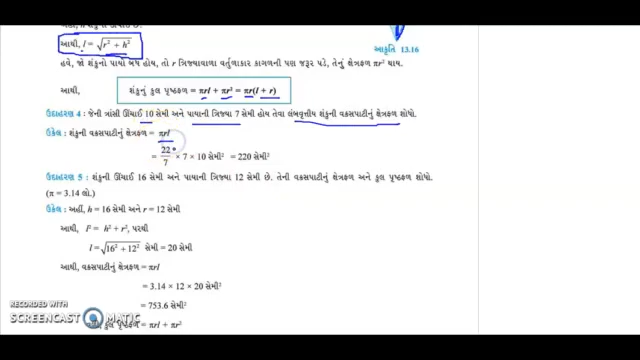 આથી, l = √r² + h²
આકૃતિ 13.16
હવે, જો શંકુનો પાયો બંધ હોય, તો r ત્રિજ્યાવાળા વર્તુળાકાર કાગળની પણ જરૂર પડે, તેનું ક્ષેત્રફળ πr² થાય.
આથી, શંકુનું કુલ પૃષ્ઠફળ = πrl + πr² = πr(l + r)
ઉદાહરણ 4 : જેની ત્રાંસી ઊંચાઈ 10 સેમી અને પાયાની ત્રિજ્યા 7 સેમી હોય તેવા લંબવૃત્તીય શંકુની વક્રસપાટીનું ક્ષેત્રફળ શોધો.
ઉકેલ : શંકુની વક્રસપાટીનું ક્ષેત્રફળ = πrl
= 22/7 × 7 × 10 સેમી² = 220 સેમી²
ઉદાહરણ 5 : શંકુની ઊંચાઈ 16 સેમી અને પાયાની ત્રિજ્યા 12 સેમી છે. તેની વક્રસપાટીનું ક્ષેત્રફળ અને કુલ પૃષ્ઠફળ શોધો.
(π = 3.14 લો.)
ઉકેલ : અહીં, h = 16 સેમી અને r = 12 સેમી
આથી, l² = h² + r², પરથી
l = √16² + 12² સેમી = 20 સેમી
આથી, વક્રસપાટીનું ક્ષેત્રફળ = πrl
= 3.14 × 12 × 20 સેમી²
= 753.6 સેમી²
કુલ પૃષ્ઠફળ = πrl + πr²
RECORDED WITH
SCREENCAST MATIC